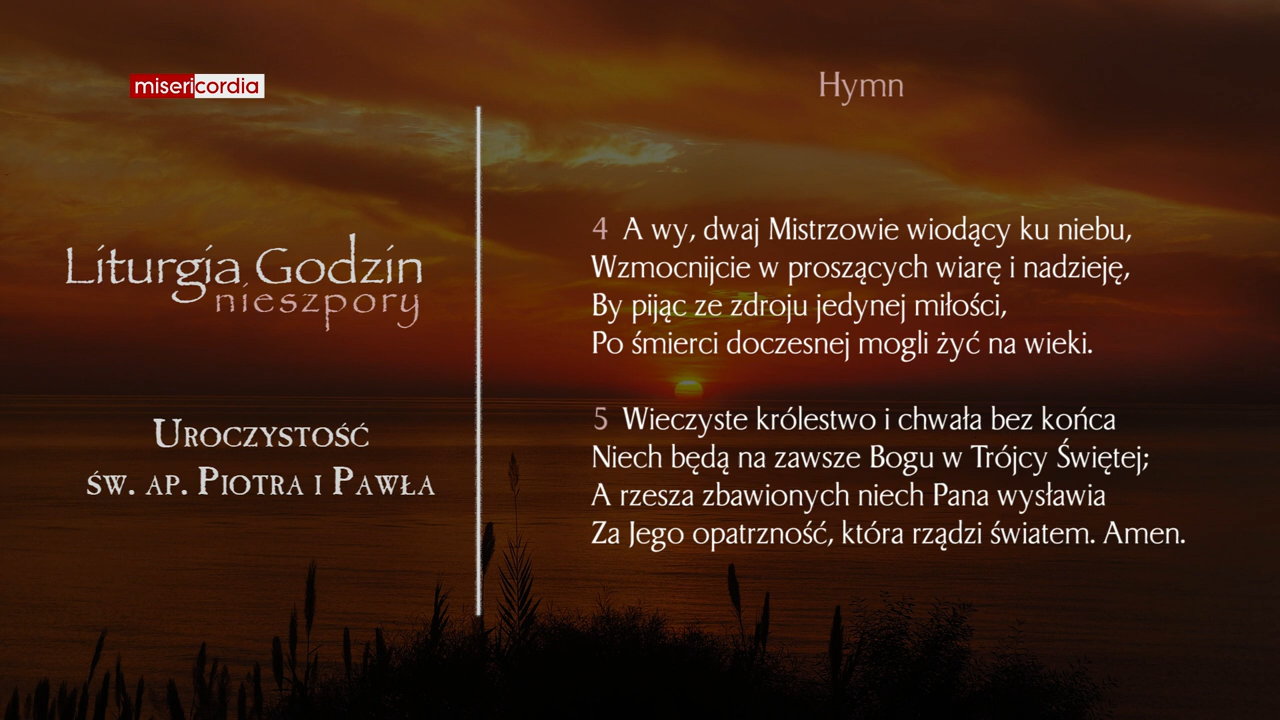 misericordia
Liturgia Godzin
nieszpory
Uroczystość
św. ap. Piotra i Pawła
Hymn
4 A wy, dwaj Mistrzowie wiodący ku niebu,
Wzmocnijcie w proszących wiarę i nadzieję,
By pijąc ze zdroju jedynej miłości,
Po śmierci doczesnej mogli żyć na wieki.
5 Wieczyste królestwo i chwała bez końca
Niech będą na zawsze Bogu w Trójcy Świętej;
A rzesza zbawionych niech Pana wysławia
Za Jego opatrzność, która rządzi światem. Amen.